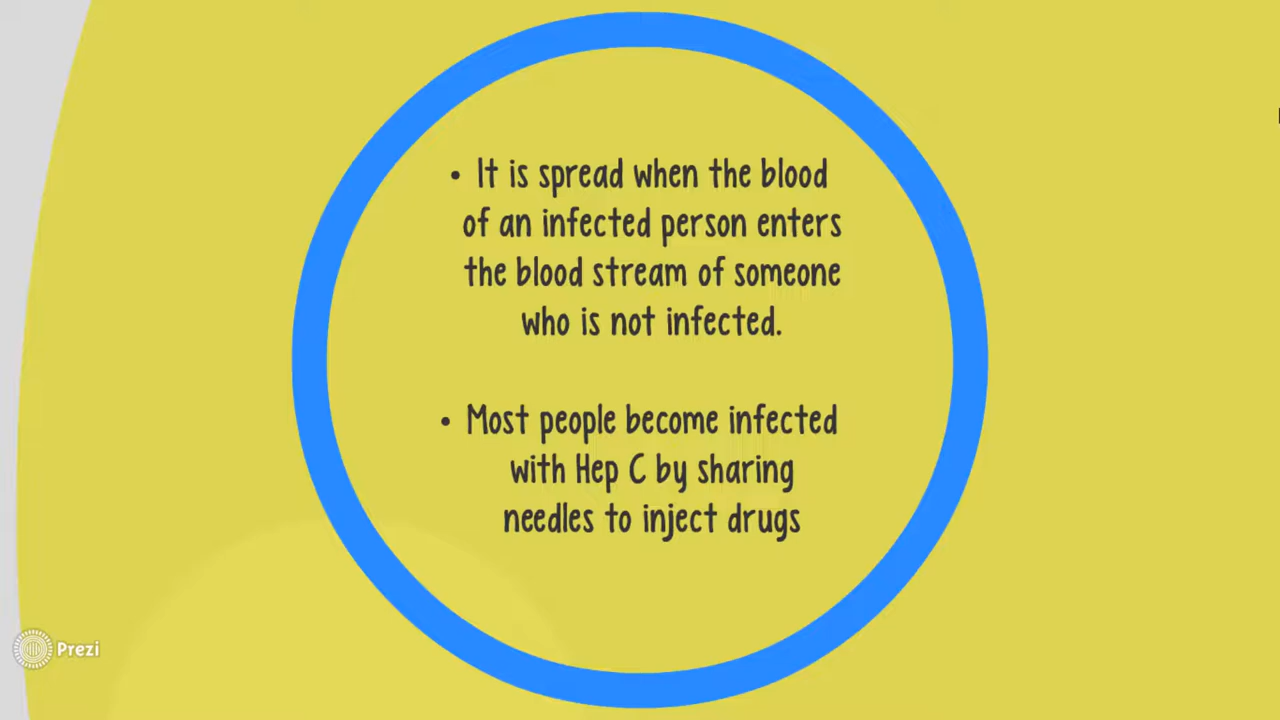 • It is spread when the blood
of an infected person enters
the blood stream of someone
who is not infected.
• Most people become infected
with Hep C by sharing
needles to inject drugs
Prezi